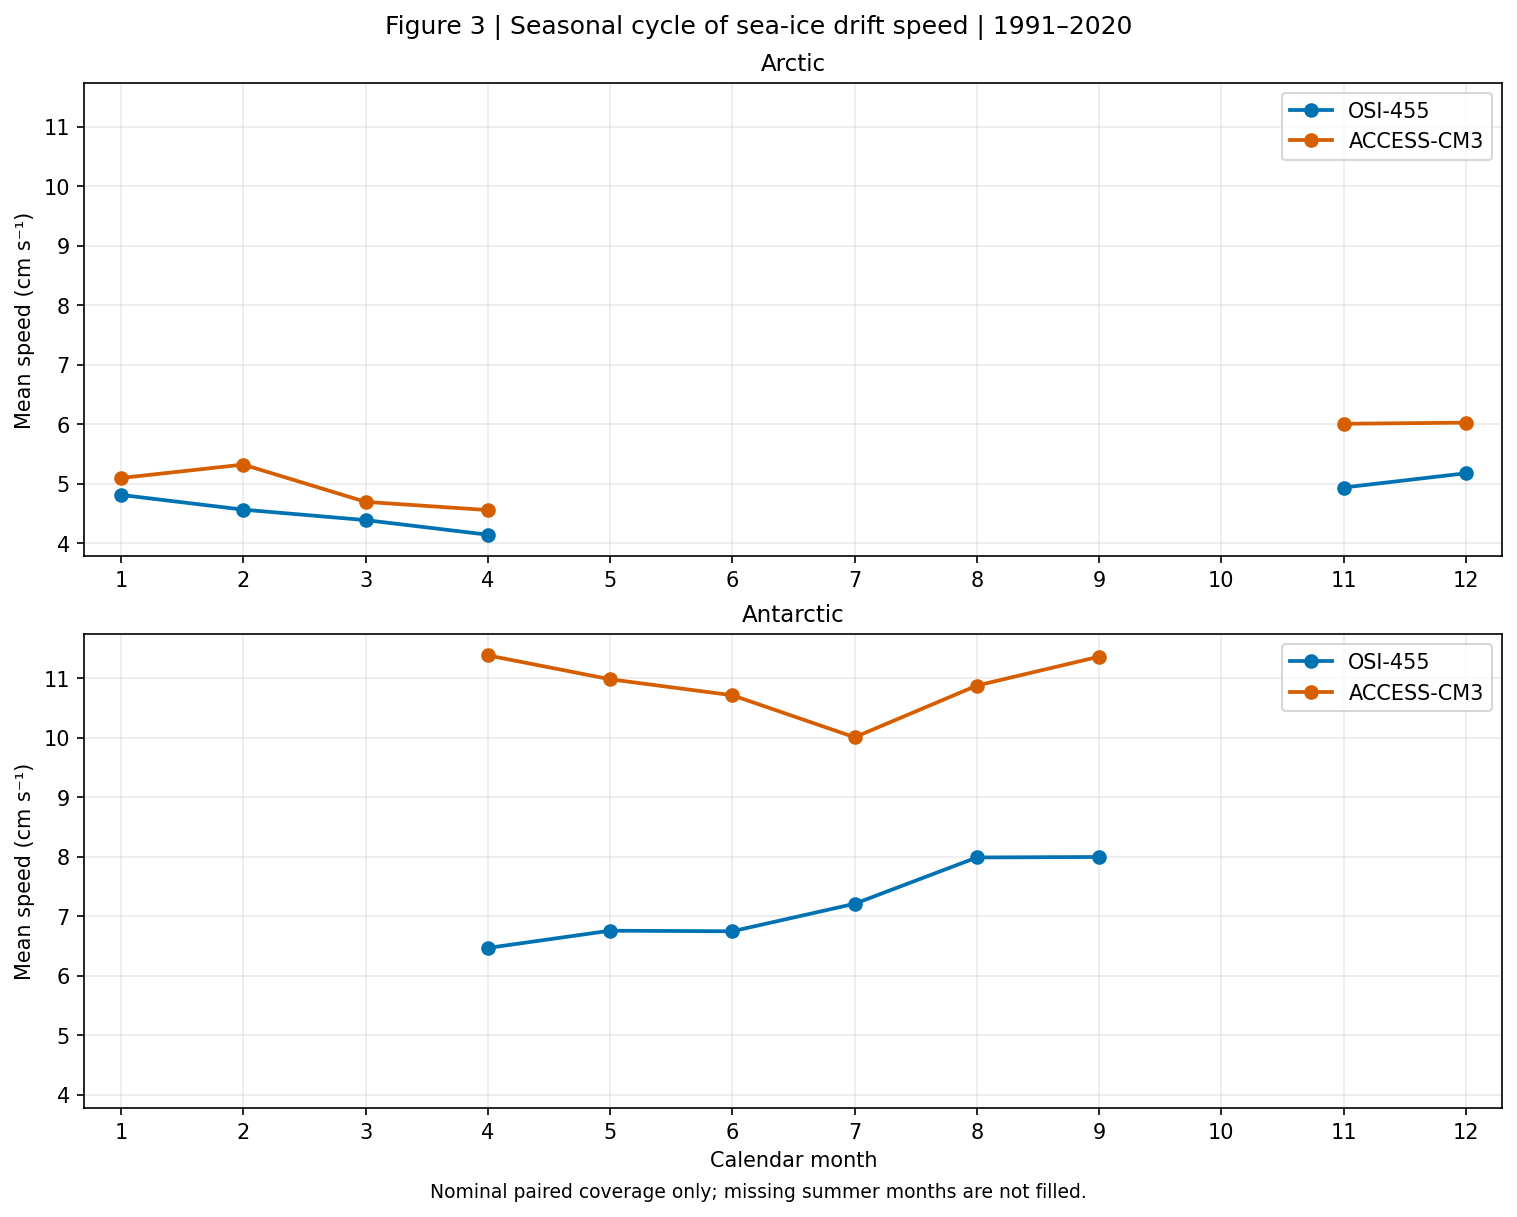 Figure 3 | Seasonal cycle of sea-ice drift speed | 1991–2020
Arctic
Mean speed (cm s⁻¹)
11
10
9
8
7
6
5
4
OSI-455
ACCESS-CM3
1 2 3 4 5 6 7 8 9 10 11 12
Antarctic
Mean speed (cm s⁻¹)
11
10
9
8
7
6
5
4
OSI-455
ACCESS-CM3
1 2 3 4 5 6 7 8 9 10 11 12
Calendar month
Nominal paired coverage only; missing summer months are not filled.